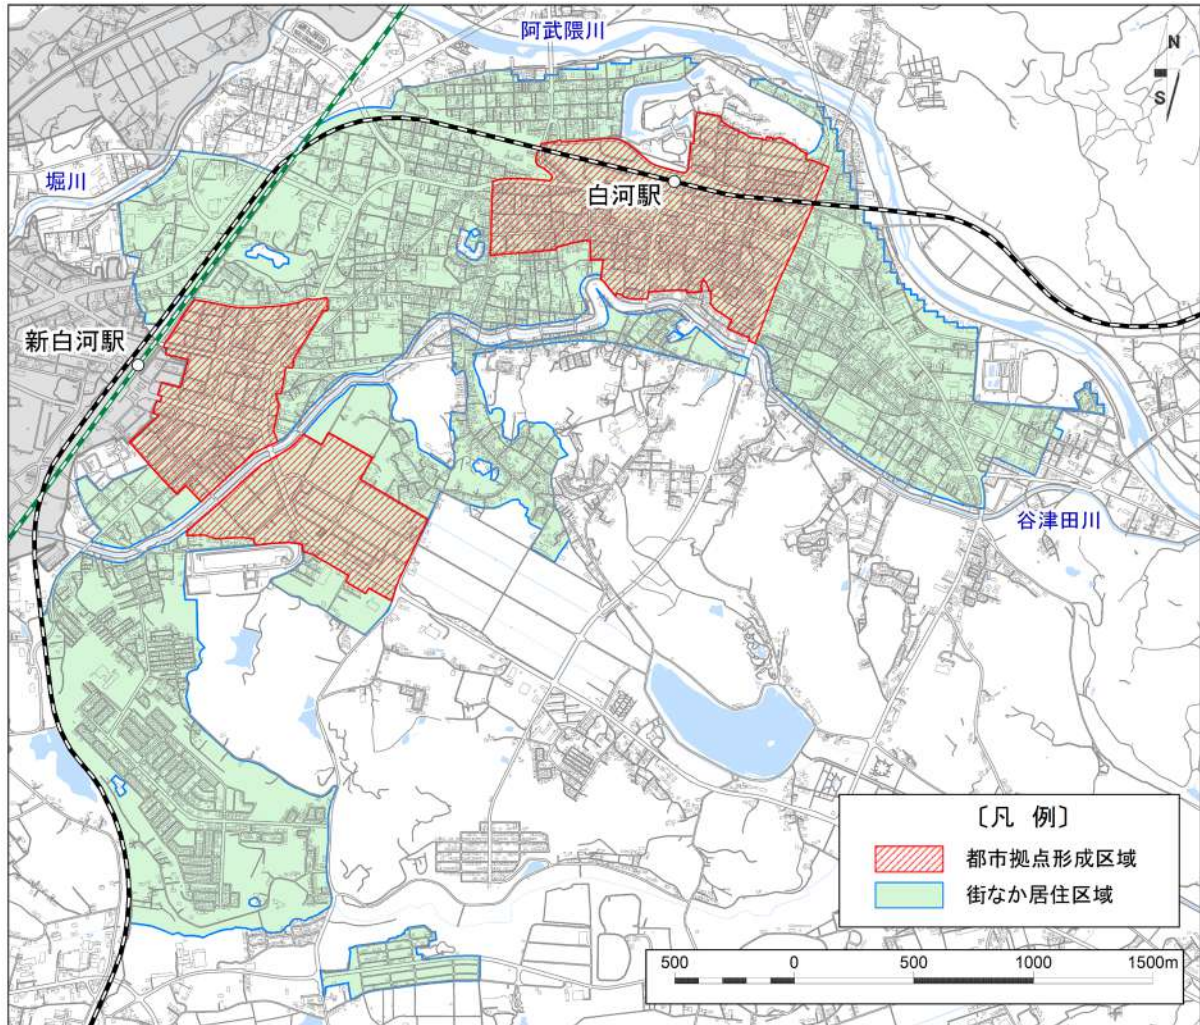 阿武隈川
N
S
堀川
白河駅
新白河駅
谷津田川
〔凡 例〕
都市拠点形成区域
街なか居住区域
500 0 500 1000 1500m